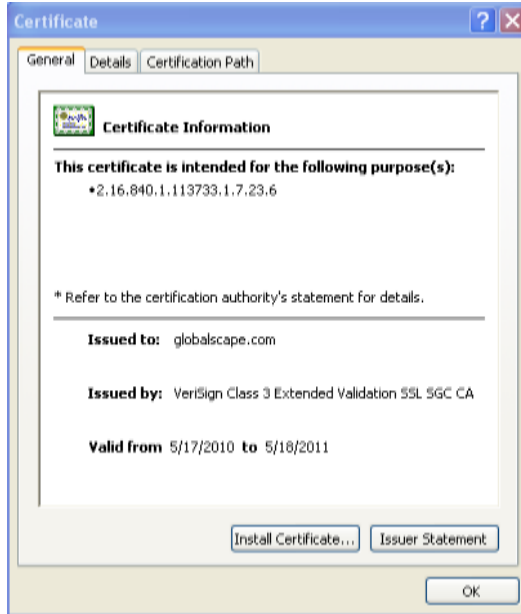 Certificate
General Details Certification Path
Certificate Information
This certificate is intended for the following purpose(s):
•2.16.840.1.113733.1.7.23.6
* Refer to the certification authority's statement for details.
Issued to: globalscape.com
Issued by: VeriSign Class 3 Extended Validation SSL SGC CA
Valid from 5/17/2010 to 5/18/2011
Install Certificate... Issuer Statement
OK